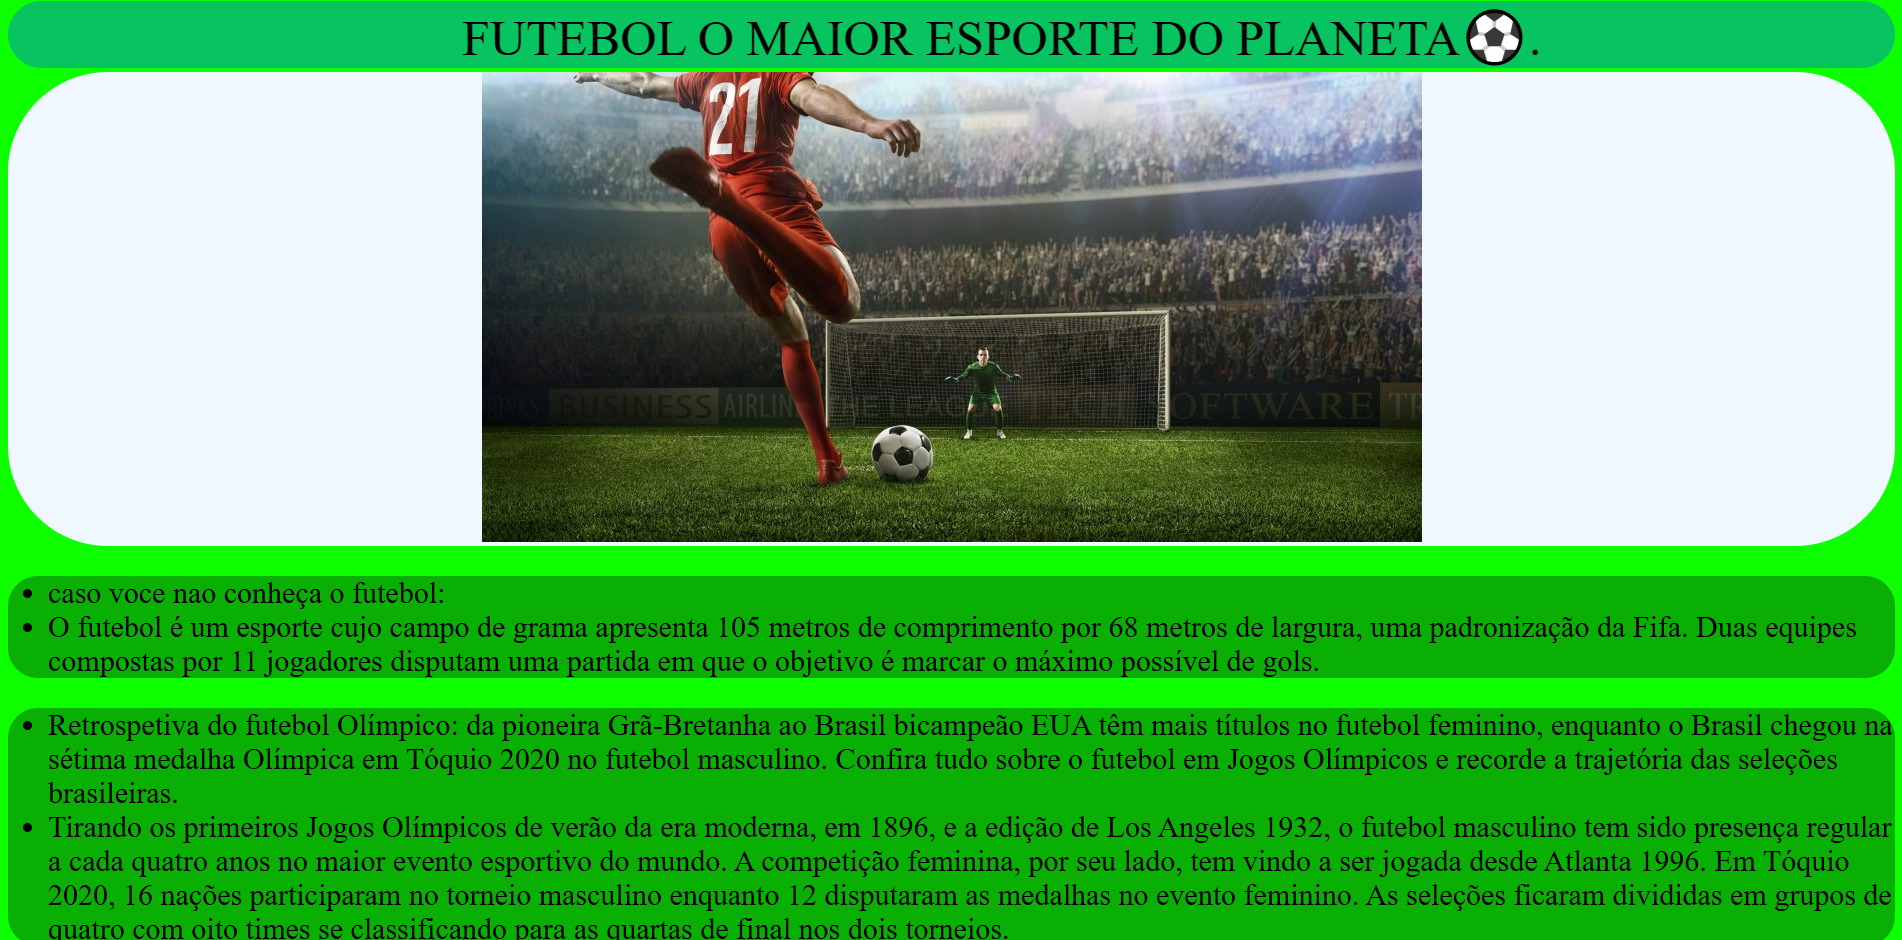 FUTEBOL O MAIOR ESPORTE DO PLANETA⚽.
21
BUSINESS AIRLIN THE LEAG TECH SOFTWARE TR
caso voce nao conheça o futebol:
O futebol é um esporte cujo campo de grama apresenta 105 metros de comprimento por 68 metros de largura, uma padronização da Fifa. Duas equipes
compostas por 11 jogadores disputam uma partida em que o objetivo é marcar o máximo possível de gols.
Retrospetiva do futebol Olímpico: da pioneira Grã-Bretanha ao Brasil bicampeão EUA têm mais títulos no futebol feminino, enquanto o Brasil chegou na
sétima medalha Olímpica em Tóquio 2020 no futebol masculino. Confira tudo sobre o futebol em Jogos Olímpicos e recorde a trajetória das seleções
brasileiras.
Tirando os primeiros Jogos Olímpicos de verão da era moderna, em 1896, e a edição de Los Angeles 1932, o futebol masculino tem sido presença regular
a cada quatro anos no maior evento esportivo do mundo. A competição feminina, por seu lado, tem vindo a ser jogada desde Atlanta 1996. Em Tóquio
2020, 16 nações participaram no torneio masculino enquanto 12 disputaram as medalhas no evento feminino. As seleções ficaram divididas em grupos de
quatro com oito times se classificando para as quartas de final nos dois torneios.